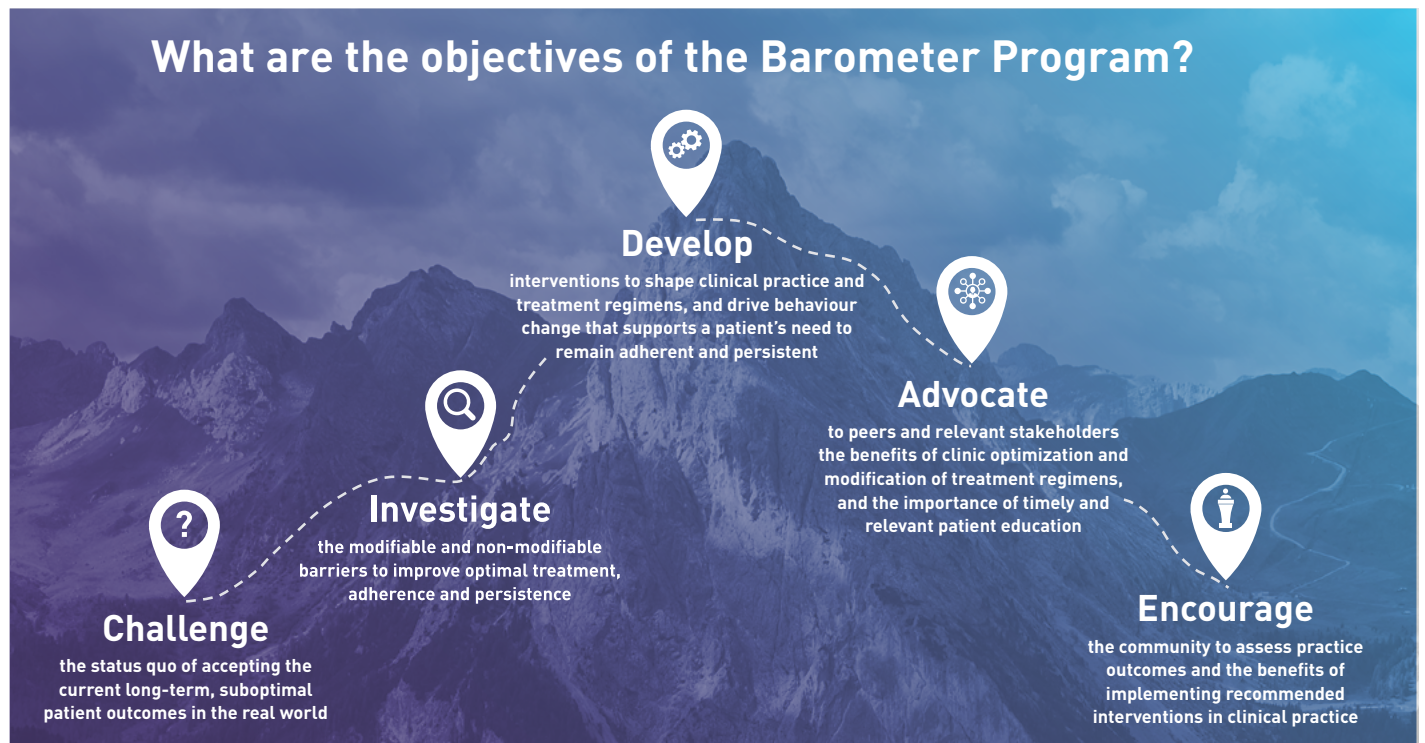 What are the objectives of the Barometer Program?
Develop
interventions to shape clinical practice and
treatment regimens, and drive behaviour
change that supports a patient's need to
remain adherent and persistent
Advocate
to peers and relevant stakeholders
the benefits of clinic optimization and
modification of treatment regimens,
and the importance of timely and
relevant patient education
?
Investigate
the modifiable and non-modifiable
barriers to improve optimal treatment,
adherence and persistence
Challenge
the status quo of accepting the
current long-term, suboptimal
patient outcomes in the real world
Encourage
the community to assess practice
outcomes and the benefits of
implementing recommended
interventions in clinical practice